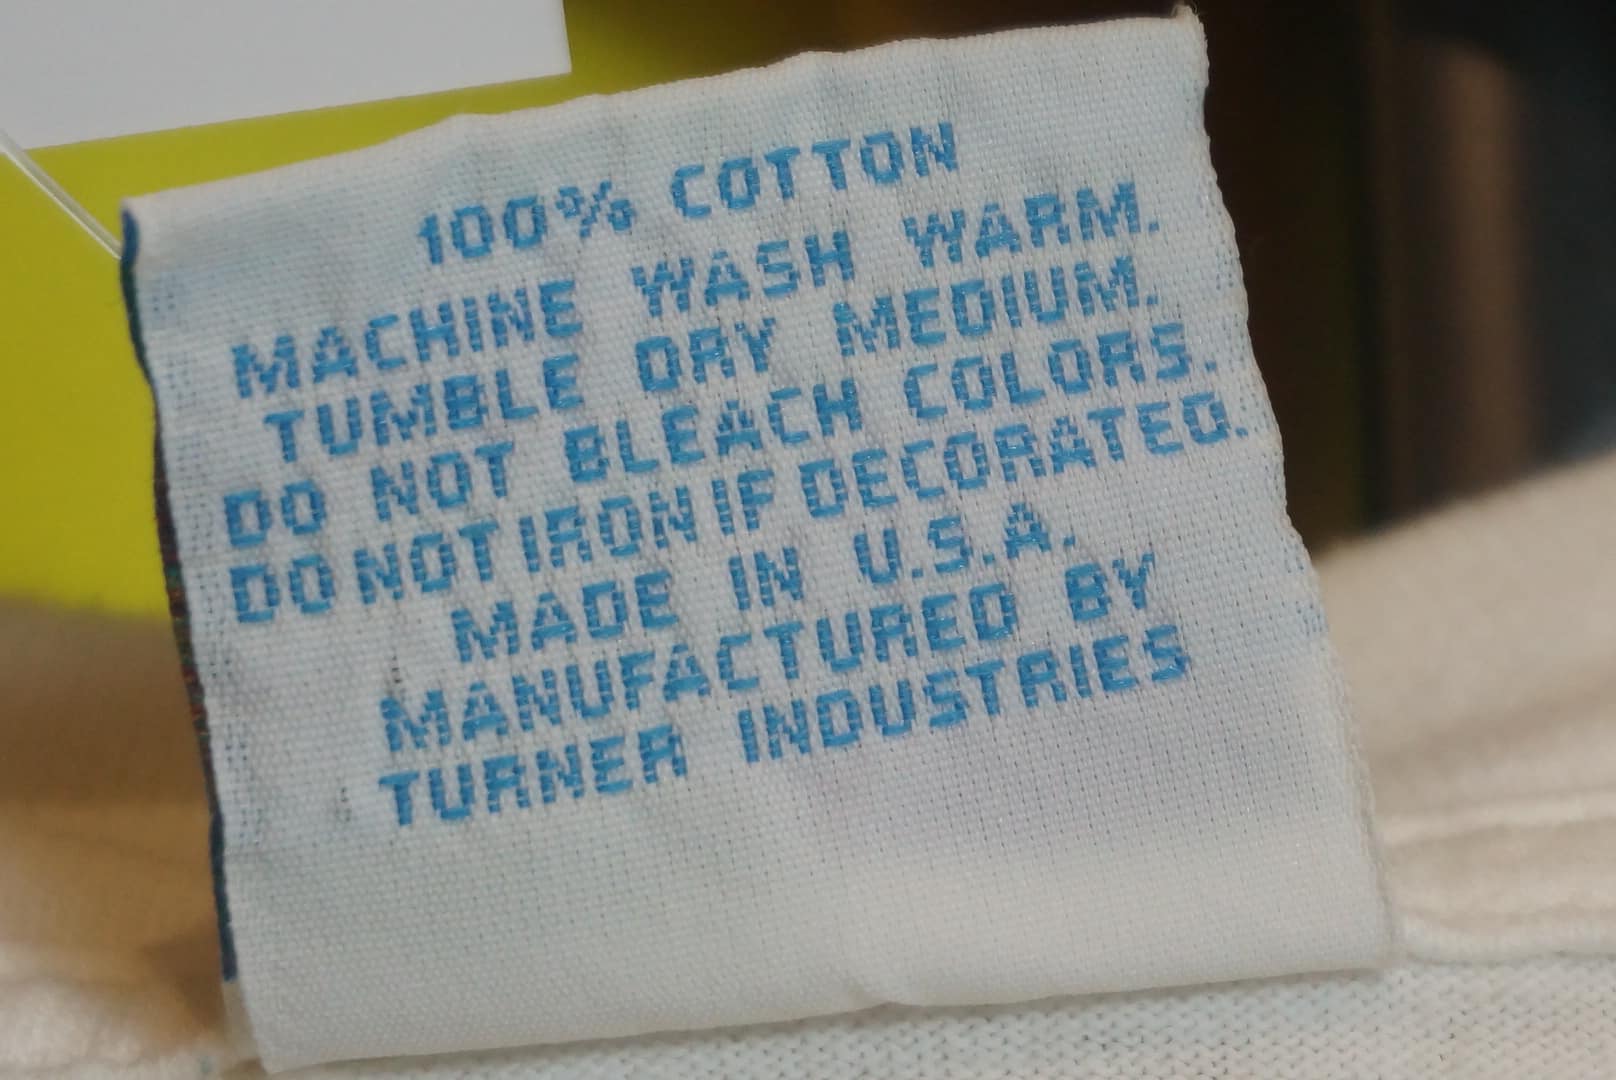 100% COTTON
MACHINE WASH WARM.
TUMBLE DRY MEDIUM.
DO NOT BLEACH COLORS.
DO NOT IRON IF DECORATED.
MADE IN U.S.A.
MANUFACTURED BY
TURNER INDUSTRIES